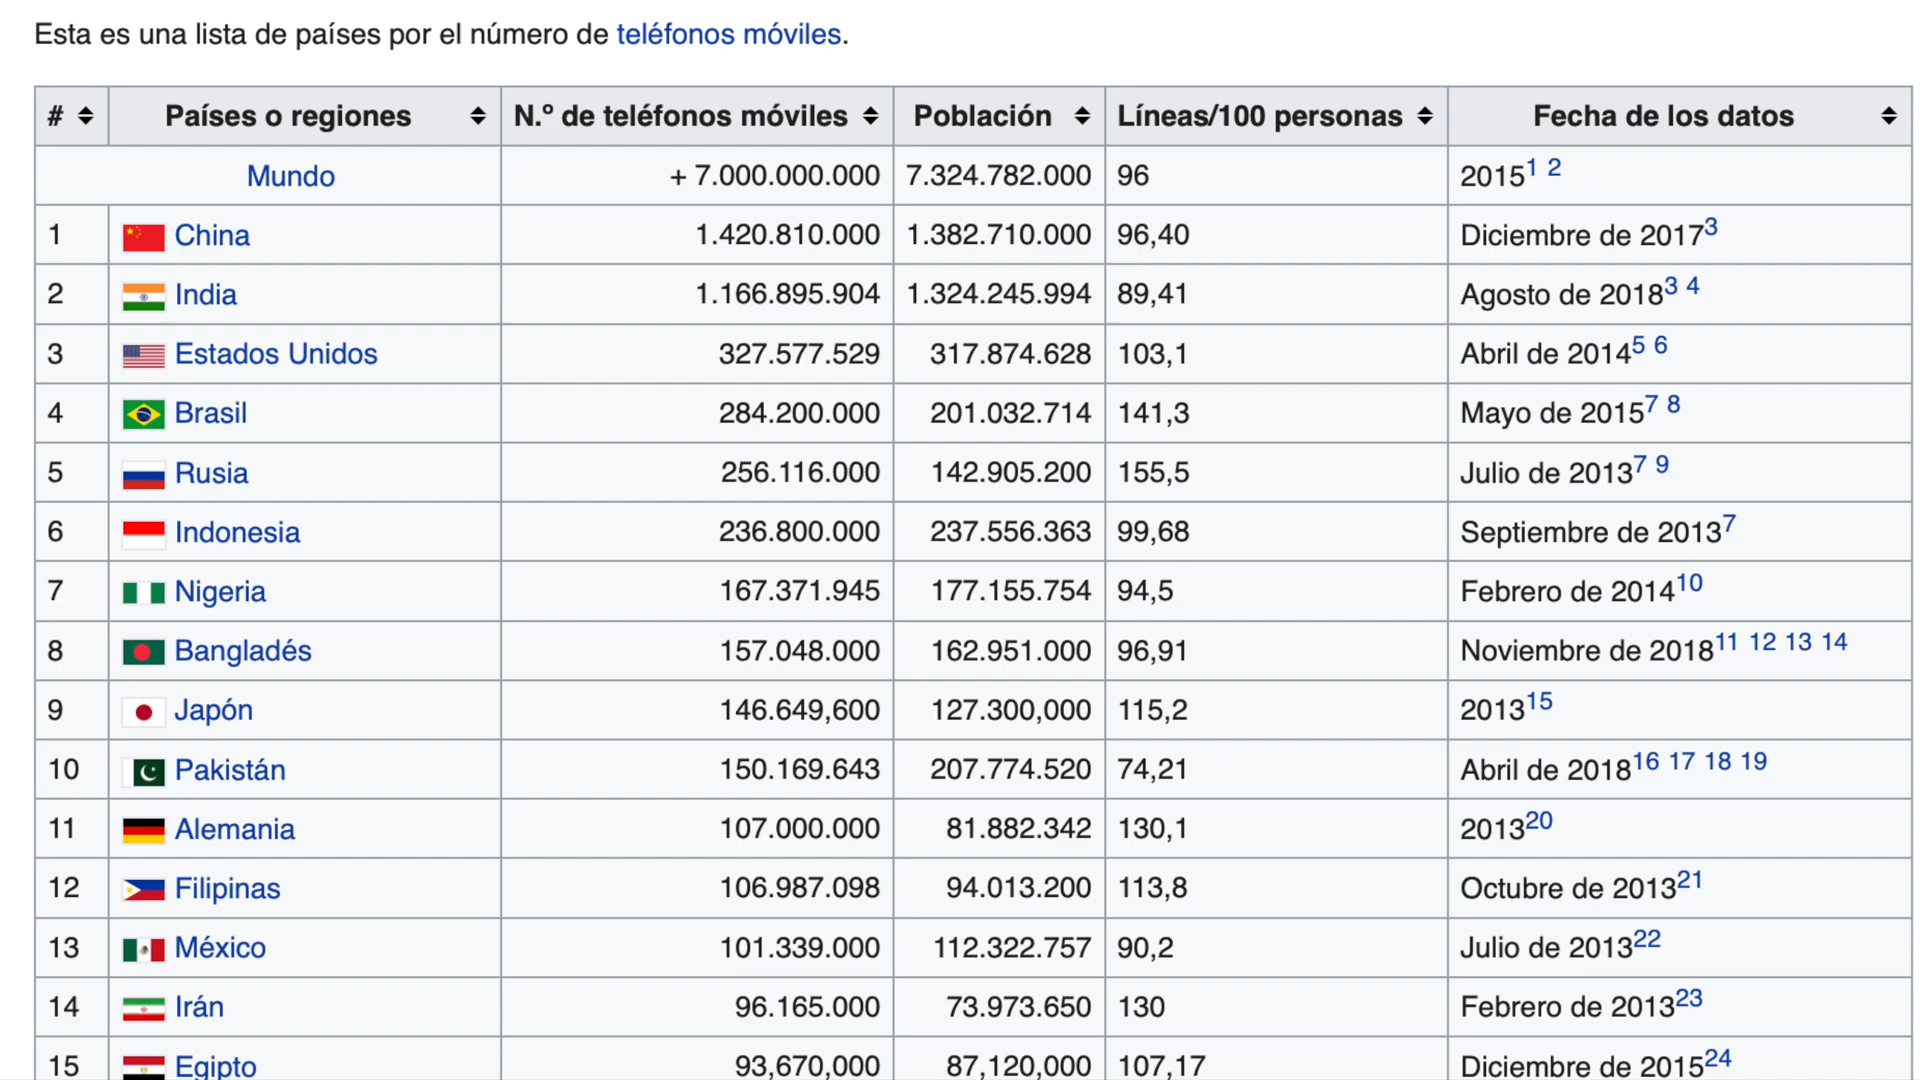 Esta es una lista de países por el número de teléfonos móviles.
# Países o regiones N.º de teléfonos móviles Población Líneas/100 personas Fecha de los datos
Mundo + 7.000.000.000 7.324.782.000 96 2015 1 2
1 China 1.420.810.000 1.382.710.000 96,40 Diciembre de 2017 3
2 India 1.166.895.904 1.324.245.994 89,41 Agosto de 2018 3 4
3 Estados Unidos 327.577.529 317.874.628 103,1 Abril de 2014 5 6
4 Brasil 284.200.000 201.032.714 141,3 Mayo de 2015 7 8
5 Rusia 256.116.000 142.905.200 155,5 Julio de 2013 7 9
6 Indonesia 236.800.000 237.556.363 99,68 Septiembre de 2013 7
7 Nigeria 167.371.945 177.155.754 94,5 Febrero de 2014 10
8 Bangladés 157.048.000 162.951.000 96,91 Noviembre de 2018 11 12 13 14
9 Japón 146.649,600 127.300,000 115,2 2013 15
10 Pakistán 150.169.643 207.774.520 74,21 Abril de 2018 16 17 18 19
11 Alemania 107.000.000 81.882.342 130,1 2013 20
12 Filipinas 106.987.098 94.013.200 113,8 Octubre de 2013 21
13 México 101.339.000 112.322.757 90,2 Julio de 2013 22
14 Irán 96.165.000 73.973.650 130 Febrero de 2013 23
15 Egipto 93,670,000 87,120,000 107,17 Diciembre de 2015 24